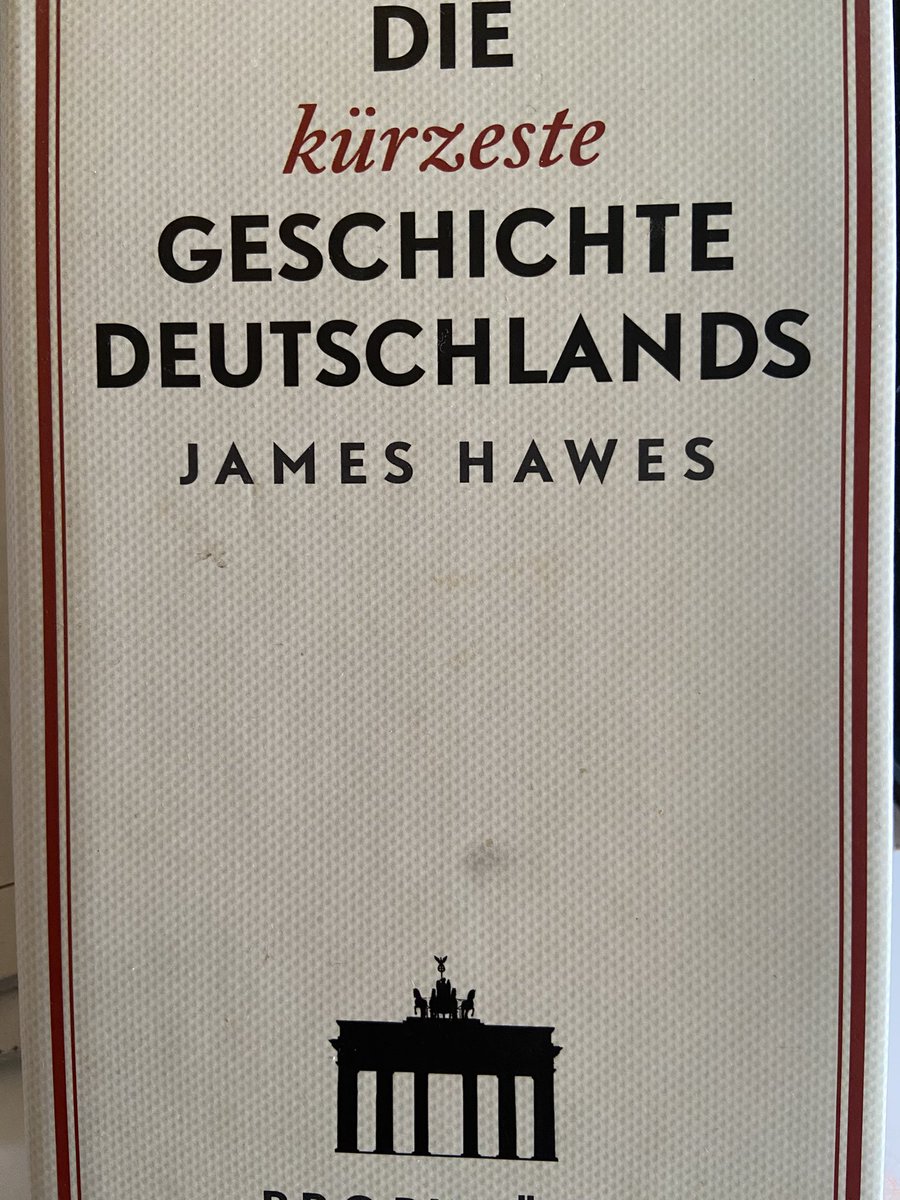 DIE
kürzeste
GESCHICHTE
DEUTSCHLANDS
JAMES HAWES